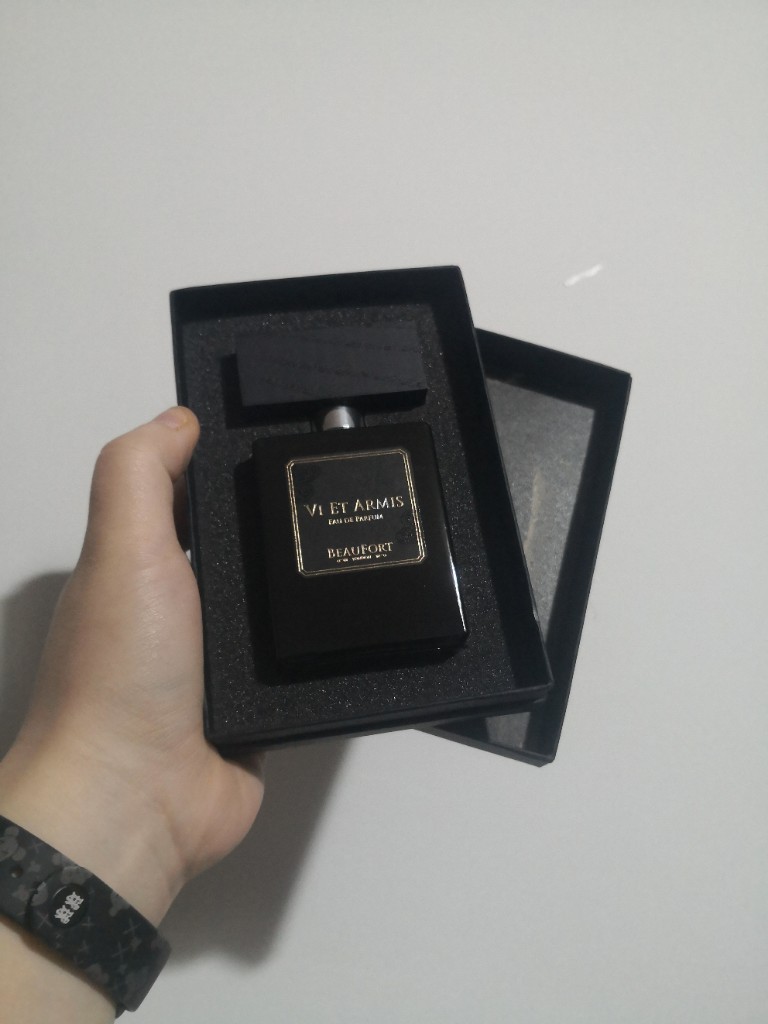 Vi Et Armis
Eau de Parfum
BeauFort